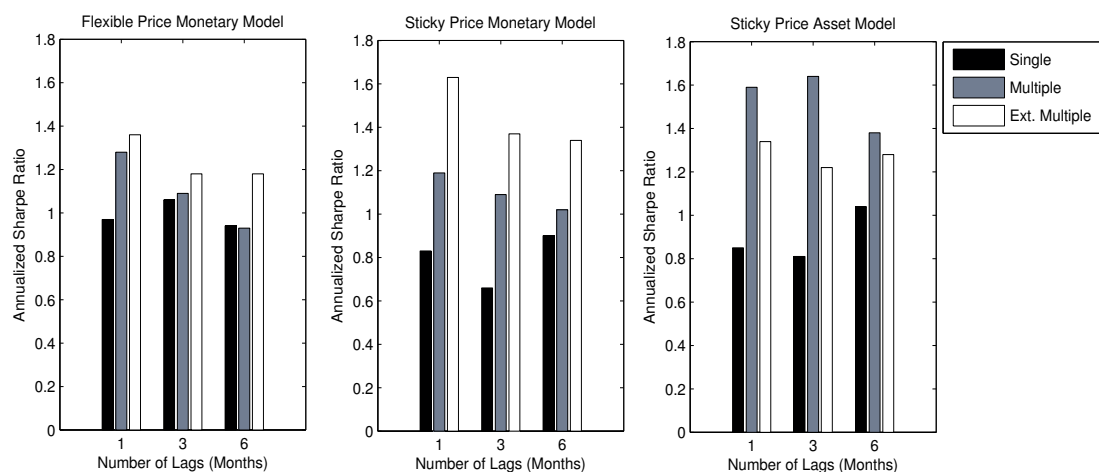 Flexible Price Monetary Model
1.8
1.6
1.4
1.2
1
0.8
0.6
0.4
0.2
0
Annualized Sharpe Ratio
1 3 6
Number of Lags (Months)
Sticky Price Monetary Model
1.8
1.6
1.4
1.2
1
0.8
0.6
0.4
0.2
0
Annualized Sharpe Ratio
1 3 6
Number of Lags (Months)
Sticky Price Asset Model
1.8
1.6
1.4
1.2
1
0.8
0.6
0.4
0.2
0
Annualized Sharpe Ratio
1 3 6
Number of Lags (Months)
Single
Multiple
Ext. Multiple